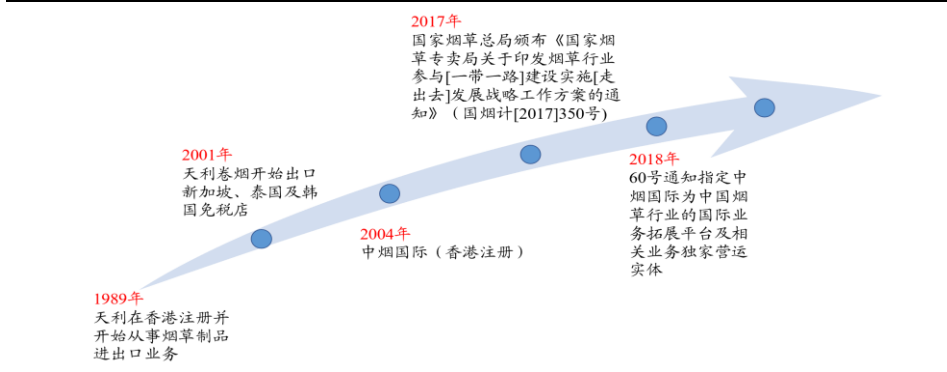 1989年
天利在香港注册并
开始从事烟草制品
进出口业务
2001年
天利卷烟开始出口
新加坡、泰国及韩
国免税店
2004年
中烟国际（香港注册）
2017年
国家烟草总局颁布《国家烟
草专卖局关于印发烟草行业
参与[一带一路]建设实施[走
出去]发展战略工作方案的通
知》（国烟计[2017]350号)
2018年
60号通知指定中
烟国际为中国烟
草行业的国际业
务拓展平台及相
关业务独家营运
实体